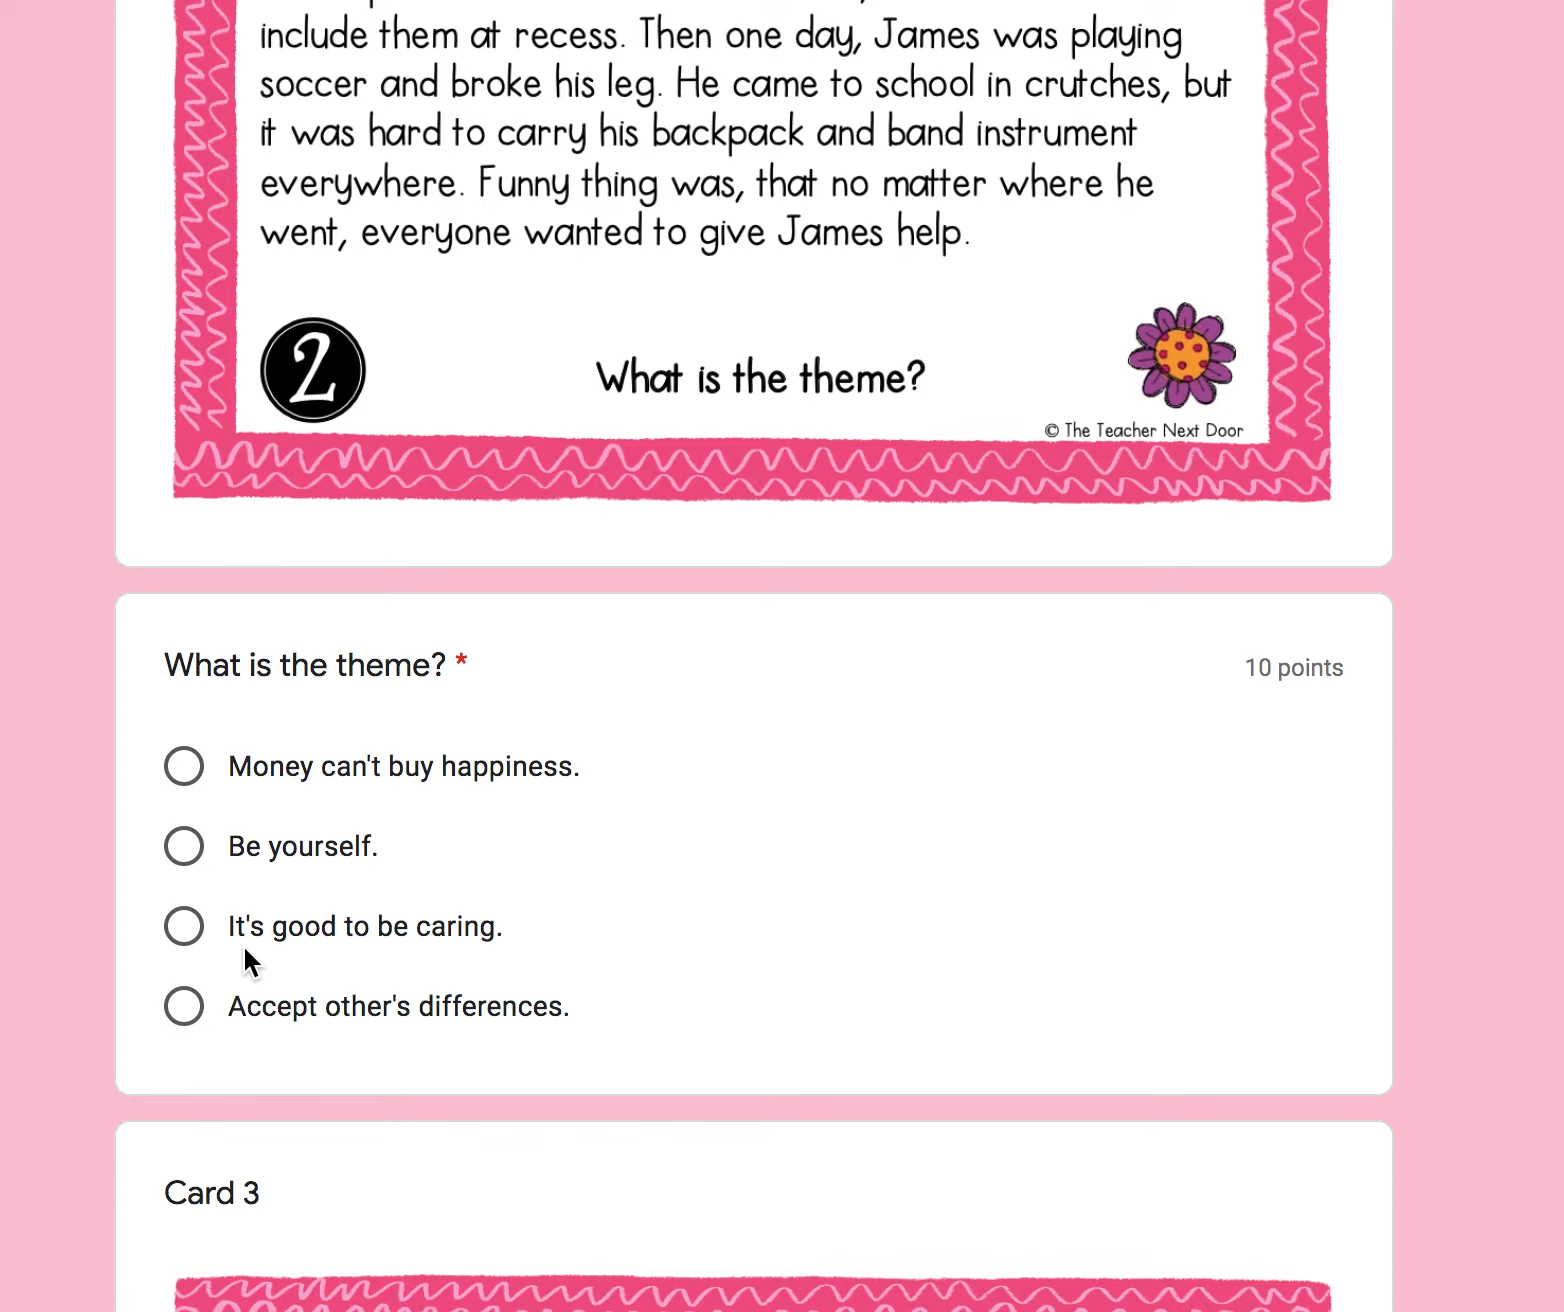 include them at recess. Then one day, James was playing
soccer and broke his leg. He came to school in crutches, but
it was hard to carry his backpack and band instrument
everywhere. Funny thing was, that no matter where he
went, everyone wanted to give James help.
2
What is the theme?
© The Teacher Next Door
What is the theme? *
10 points
Money can't buy happiness.
Be yourself.
It's good to be caring.
Accept other's differences.
Card 3